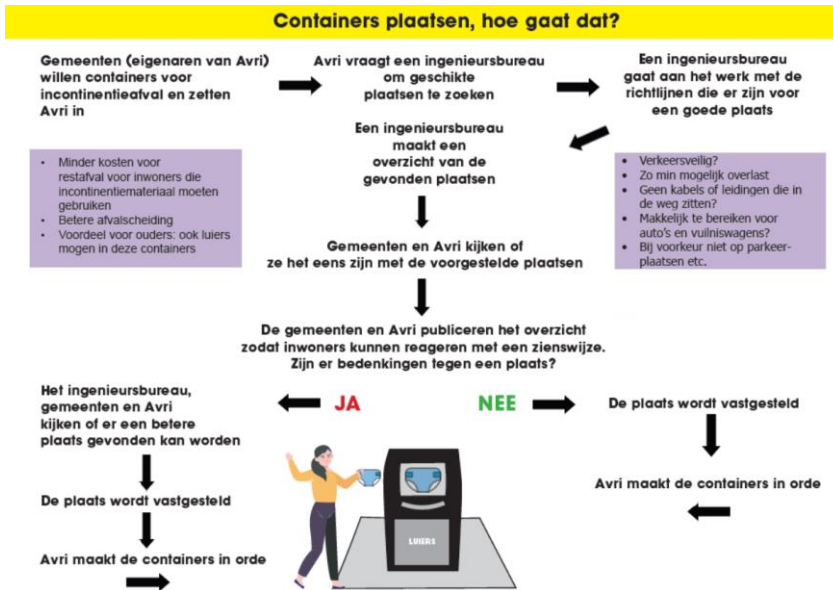 Containers plaatsen, hoe gaat dat?
Gemeenten (eigenaren van Avri)
willen containers voor
incontinentieafval en zetten
Avri in
Avri vraagt een ingenieursbureau
om geschikte
plaatsen te zoeken
Een ingenieursbureau
gaat aan het werk met de
richtlijnen die er zijn voor
een goede plaats
• Minder kosten voor
restafval voor inwoners die
incontinentiemateriaal moeten
gebruiken
• Betere afvalscheiding
• Voordeel voor ouders: ook luiers
mogen in deze containers
Een ingenieursbureau
maakt een
overzicht van de
gevonden plaatsen
• Verkeersveilig?
• Zo min mogelijk overlast
• Geen kabels of leidingen die in
de weg zitten?
• Makkelijk te bereiken voor
auto's en vuilniswagens?
• Bij voorkeur niet op parkeer-
plaatsen etc.
Gemeenten en Avri kijken of
ze het eens zijn met de voorgestelde plaatsen
De gemeenten en Avri publiceren het overzicht
zodat inwoners kunnen reageren met een zienswijze.
Zijn er bedenkingen tegen een plaats?
JA
NEE
Het ingenieursbureau,
gemeenten en Avri
kijken of er een betere
plaats gevonden kan worden
De plaats wordt vastgesteld
Avri maakt de containers in orde
De plaats wordt vastgesteld
Avri maakt de containers in orde
LUIERS